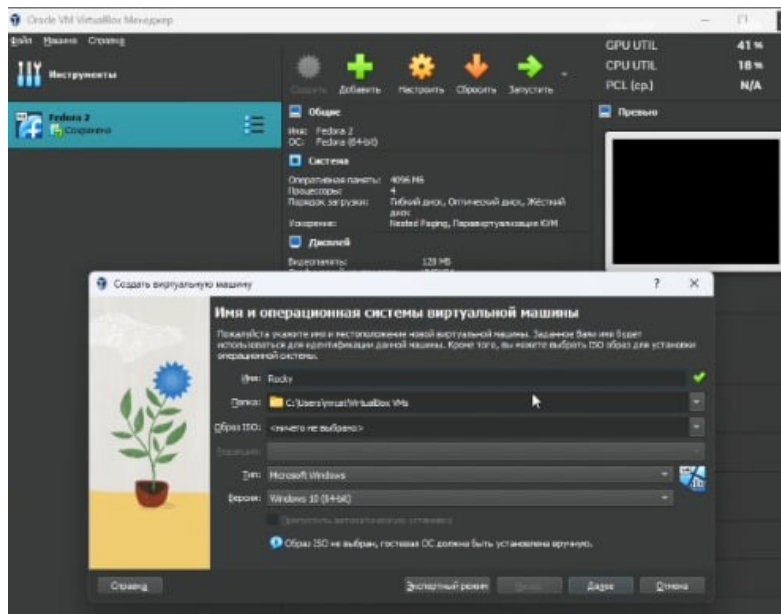 Oracle VM VirtualBox Менеджер
Файл Машина Справка
Инструменты
Создать Добавить Настроить Сбросить Запустить
GPU UTIL 41 %
CPU UTIL 18 %
PCL (ср.) N/A
Fedora 2
Сохранена
Общие
Имя: Fedora 2
ОС: Fedora (64-bit)
Система
Оперативная память: 4096 МБ
Процессоры: 4
Порядок загрузки: Гибкий диск, Оптический диск, Жёсткий
диск
Ускорение: Nested Paging, Паравиртуализация KVM
Дисплей
Видеопамять: 128 МБ
Превью
Создать виртуальную машину
? ×
Имя и операционная системы виртуальной машины
Пожалуйста укажите имя и местоположение новой виртуальной машины. Заданное Вами имя будет
использоваться для идентификации данной машины. Кроме того, вы можете выбрать ISO образ для установки
операционной системы.
Имя: Rocky
Папка: C:\Users\mrcat\VirtualBox VMs
Образ ISO: <ничего не выбрано>
Редакция:
Тип: Microsoft Windows
Версия: Windows 10 (64-bit)
Пропустить автоматическую установку
Образ ISO не выбран, гостевая ОС должна быть установлена вручную.
Справка Экспертный режим Назад Далее Отмена